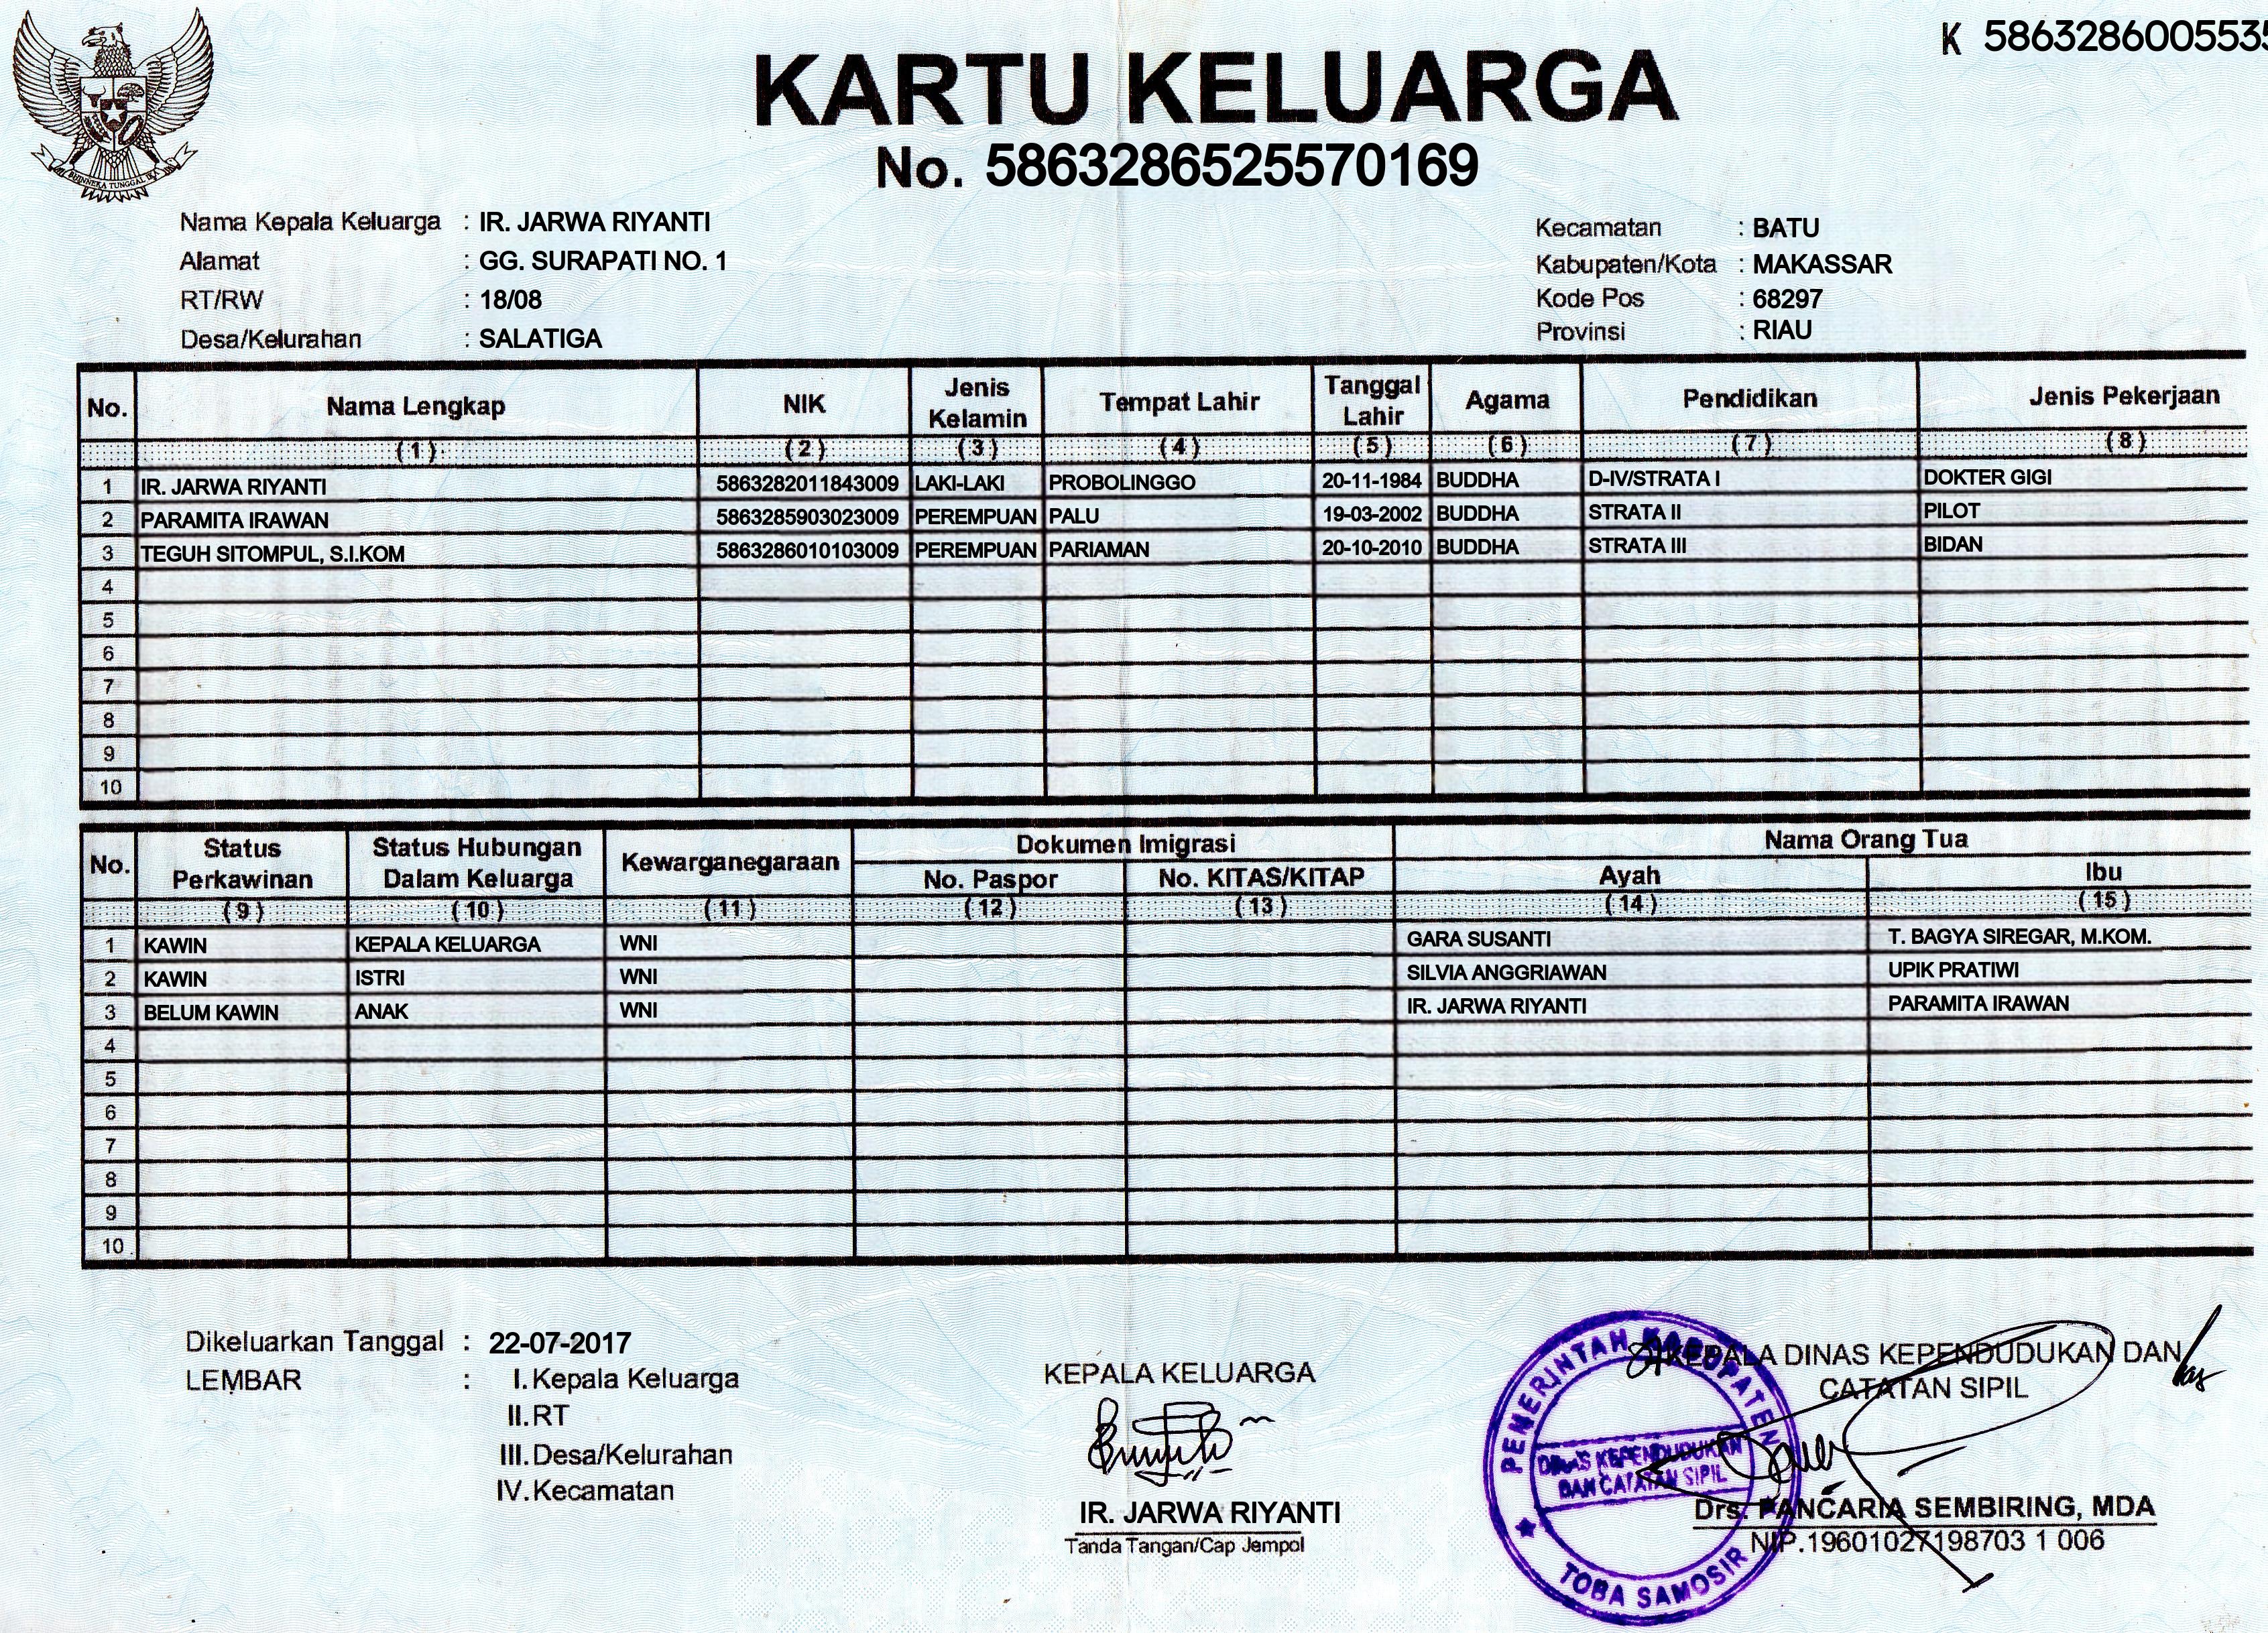 K 5863286005535
KARTU KELUARGA
No. 5863286525570169
BHINNEKA TUNGGAL IKA
Nama Kepala Keluarga : IR. JARWA RIYANTI
Alamat : GG. SURAPATI NO. 1
RT/RW : 18/08
Desa/Kelurahan : SALATIGA
Kecamatan : BATU
Kabupaten/Kota : MAKASSAR
Kode Pos : 68297
Provinsi : RIAU
No. Nama Lengkap NIK Jenis Kelamin Tempat Lahir Tanggal Lahir Agama Pendidikan Jenis Pekerjaan
(1) (2) (3) (4) (5) (6) (7) (8)
1 IR. JARWA RIYANTI 5863282011843009 LAKI-LAKI PROBOLINGGO 20-11-1984 BUDDHA D-IV/STRATA I DOKTER GIGI
2 PARAMITA IRAWAN 5863285903023009 PEREMPUAN PALU 19-03-2002 BUDDHA STRATA II PILOT
3 TEGUH SITOMPUL, S.I.KOM 5863286010103009 PEREMPUAN PARIAMAN 20-10-2010 BUDDHA STRATA III BIDAN
4
5
6
7
8
9
10
No. Status Perkawinan Status Hubungan Dalam Keluarga Kewarganegaraan Dokumen Imigrasi Nama Orang Tua
No. Paspor No. KITAS/KITAP Ayah Ibu
(9) (10) (11) (12) (13) (14) (15)
1 KAWIN KEPALA KELUARGA WNI GARA SUSANTI T. BAGYA SIREGAR, M.KOM.
2 KAWIN ISTRI WNI SILVIA ANGGRIAWAN UPIK PRATIWI
3 BELUM KAWIN ANAK WNI IR. JARWA RIYANTI PARAMITA IRAWAN
4
5
6
7
8
9
10
Dikeluarkan Tanggal : 22-07-2017
LEMBAR : I. Kepala Keluarga
II. RT
III. Desa/Kelurahan
IV. Kecamatan
KEPALA KELUARGA
IR. JARWA RIYANTI
Tanda Tangan/Cap Jempol
KEPALA DINAS KEPENDUDUKAN DAN
CATATAN SIPIL
PEMERINTAH KABUPATEN
DINAS KEPENDUDUKAN
DAN CATATAN SIPIL
TOBA SAMOSIR
Drs. PANCARIA SEMBIRING, MDA
NIP.19601027198703 1 006